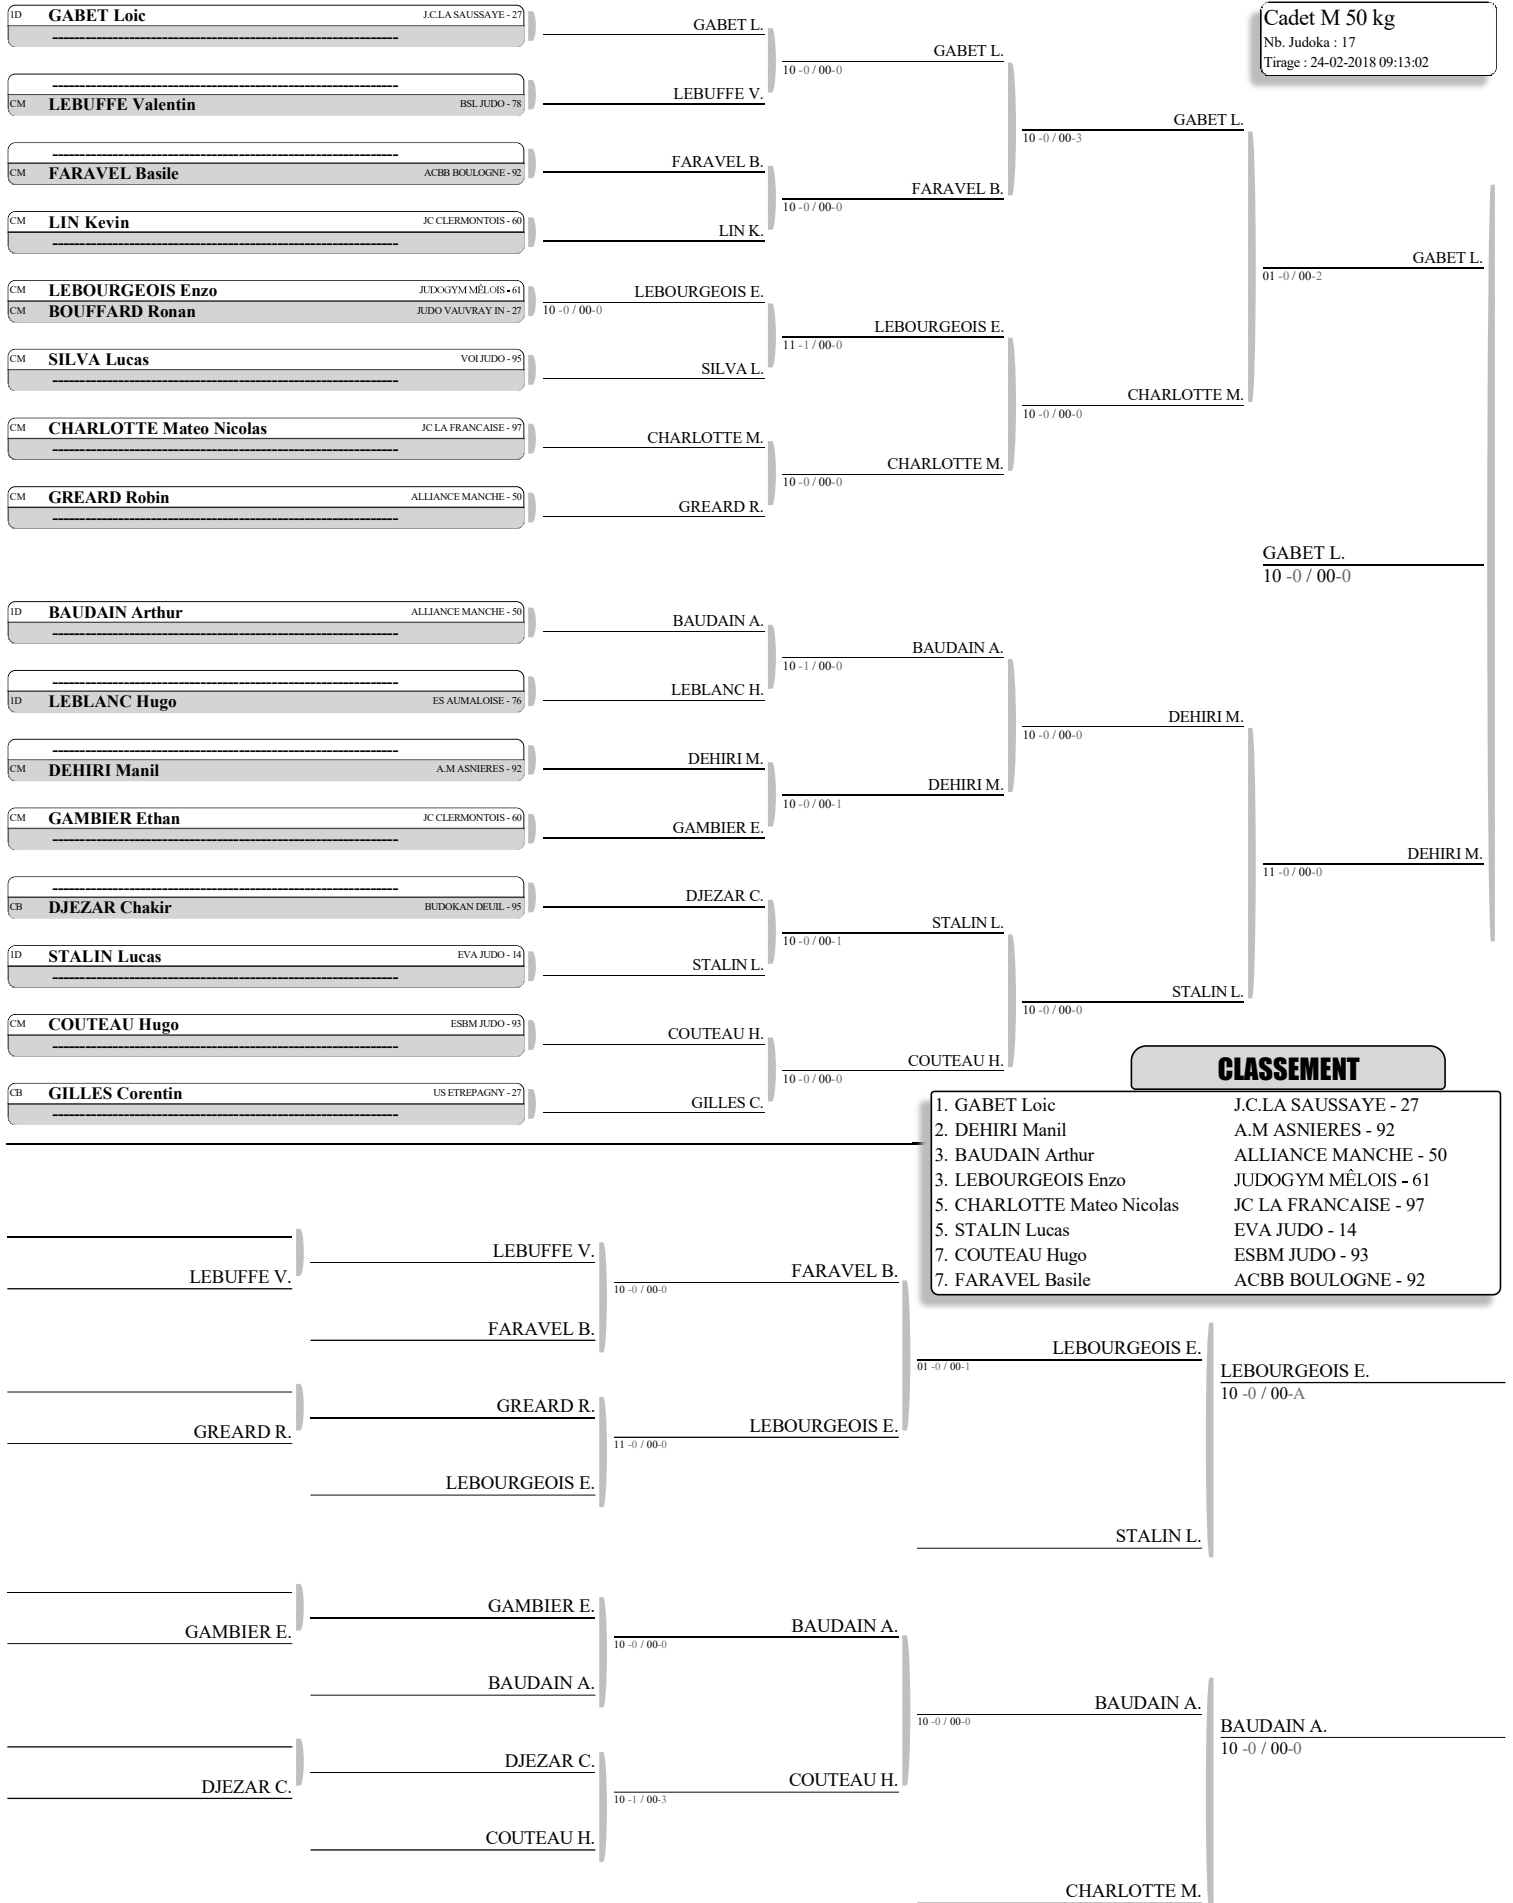 Cadet M 50 kg
Nb. Judoka : 17
Tirage : 24-02-2018 09:13:02
1D GABET Loic J.C.LA SAUSSAYE - 27
------------------------------------------------------------------
------------------------------------------------------------------
CM LEBUFFE Valentin BSL JUDO - 78
------------------------------------------------------------------
CM FARAVEL Basile ACBB BOULOGNE - 92
CM LIN Kevin JC CLERMONTOIS - 60
------------------------------------------------------------------
CM LEBOURGEOIS Enzo JUDOGYM MÊLOIS - 61
CM BOUFFARD Ronan JUDO VAUVRAY IN - 27
CM SILVA Lucas VOI JUDO - 95
------------------------------------------------------------------
CM CHARLOTTE Mateo Nicolas JC LA FRANCAISE - 97
------------------------------------------------------------------
CM GREARD Robin ALLIANCE MANCHE - 50
------------------------------------------------------------------
1D BAUDAIN Arthur ALLIANCE MANCHE - 50
------------------------------------------------------------------
------------------------------------------------------------------
1D LEBLANC Hugo ES AUMALOISE - 76
------------------------------------------------------------------
CM DEHIRI Manil A.M ASNIERES - 92
CM GAMBIER Ethan JC CLERMONTOIS - 60
------------------------------------------------------------------
------------------------------------------------------------------
CB DJEZAR Chakir BUDOKAN DEUIL - 95
1D STALIN Lucas EVA JUDO - 14
------------------------------------------------------------------
CM COUTEAU Hugo ESBM JUDO - 93
------------------------------------------------------------------
CB GILLES Corentin US ETREPAGNY - 27
------------------------------------------------------------------
GABET L.
LEBUFFE V.
FARAVEL B.
LIN K.
LEBOURGEOIS E.
10 -0 / 00-0
SILVA L.
CHARLOTTE M.
GREARD R.
BAUDAIN A.
LEBLANC H.
DEHIRI M.
GAMBIER E.
DJEZAR C.
STALIN L.
COUTEAU H.
GILLES C.
GABET L.
10 -0 / 00-0
FARAVEL B.
10 -0 / 00-0
LEBOURGEOIS E.
11 -1 / 00-0
CHARLOTTE M.
10 -0 / 00-0
BAUDAIN A.
10 -1 / 00-0
DEHIRI M.
10 -0 / 00-1
STALIN L.
10 -0 / 00-1
COUTEAU H.
10 -0 / 00-0
GABET L.
10 -0 / 00-3
CHARLOTTE M.
10 -0 / 00-0
DEHIRI M.
10 -0 / 00-0
STALIN L.
10 -0 / 00-0
GABET L.
01 -0 / 00-2
DEHIRI M.
11 -0 / 00-0
GABET L.
10 -0 / 00-0
CLASSEMENT
1. GABET Loic J.C.LA SAUSSAYE - 27
2. DEHIRI Manil A.M ASNIERES - 92
3. BAUDAIN Arthur ALLIANCE MANCHE - 50
3. LEBOURGEOIS Enzo JUDOGYM MÊLOIS - 61
5. CHARLOTTE Mateo Nicolas JC LA FRANCAISE - 97
5. STALIN Lucas EVA JUDO - 14
7. COUTEAU Hugo ESBM JUDO - 93
7. FARAVEL Basile ACBB BOULOGNE - 92
LEBUFFE V.
GREARD R.
GAMBIER E.
DJEZAR C.
LEBUFFE V.
FARAVEL B.
GREARD R.
LEBOURGEOIS E.
GAMBIER E.
BAUDAIN A.
DJEZAR C.
COUTEAU H.
FARAVEL B.
10 -0 / 00-0
LEBOURGEOIS E.
11 -0 / 00-0
BAUDAIN A.
10 -0 / 00-0
COUTEAU H.
10 -1 / 00-3
LEBOURGEOIS E.
01 -0 / 00-1
STALIN L.
BAUDAIN A.
10 -0 / 00-0
CHARLOTTE M.
LEBOURGEOIS E.
10 -0 / 00-A
BAUDAIN A.
10 -0 / 00-0